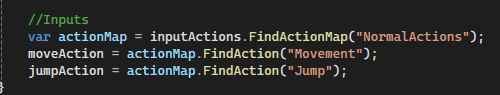 //Inputs
var actionMap = inputActions.FindActionMap("NormalActions");
moveAction = actionMap.FindAction("Movement");
jumpAction = actionMap.FindAction("Jump");
}